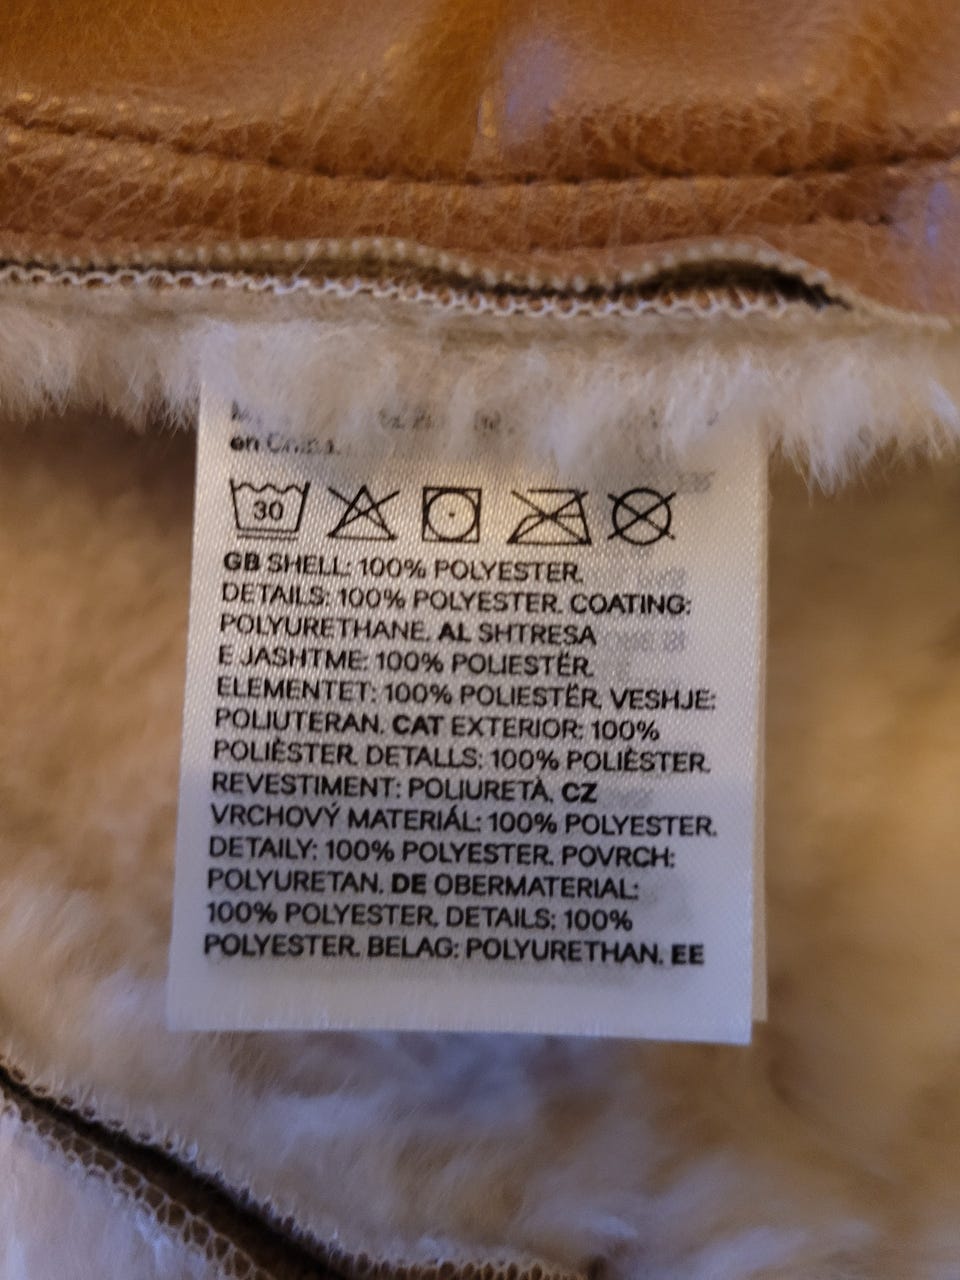 en China.
30
GB SHELL: 100% POLYESTER.
DETAILS: 100% POLYESTER. COATING:
POLYURETHANE. AL SHTRESA
E JASHTME: 100% POLIESTËR.
ELEMENTET: 100% POLIESTËR. VESHJE:
POLIUTERAN. CAT EXTERIOR: 100%
POLIÈSTER. DETALLS: 100% POLIÈSTER.
REVESTIMENT: POLIURETÀ. CZ
VRCHOVÝ MATERIÁL: 100% POLYESTER.
DETAILY: 100% POLYESTER. POVRCH:
POLYURETAN. DE OBERMATERIAL:
100% POLYESTER. DETAILS: 100%
POLYESTER. BELAG: POLYURETHAN. EE